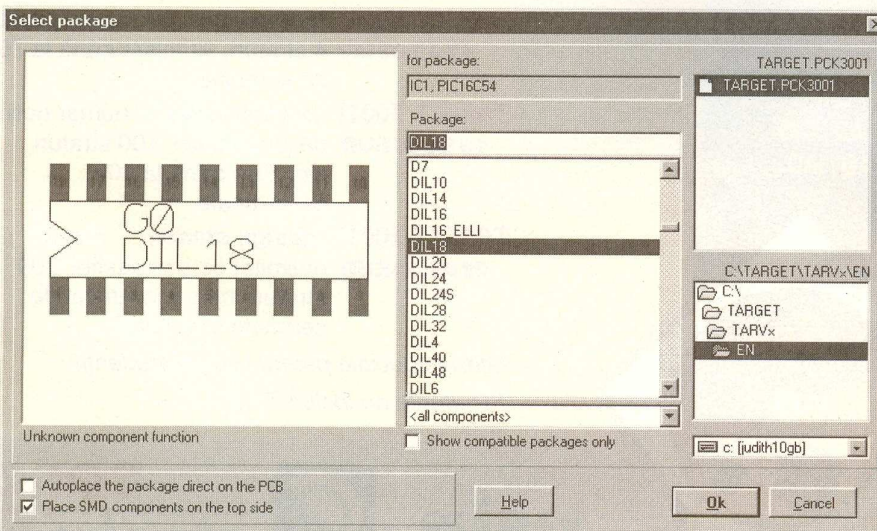 Select package
for package:
IC1, PIC16C54
Package:
DIL18
D7
DIL10
DIL14
DIL16
DIL16_ELLI
DIL18
DIL20
DIL24
DIL24S
DIL28
DIL32
DIL4
DIL40
DIL48
DIL6
<all components>
Show compatible packages only
G0
DIL18
Unknown component function
TARGET.PCK3001
TARGET.PCK3001
C:\TARGET\TARVx\EN
C:\
TARGET
TARVx
EN
c: [judith10gb]
Autoplace the package direct on the PCB
Place SMD components on the top side
Help
Ok
Cancel